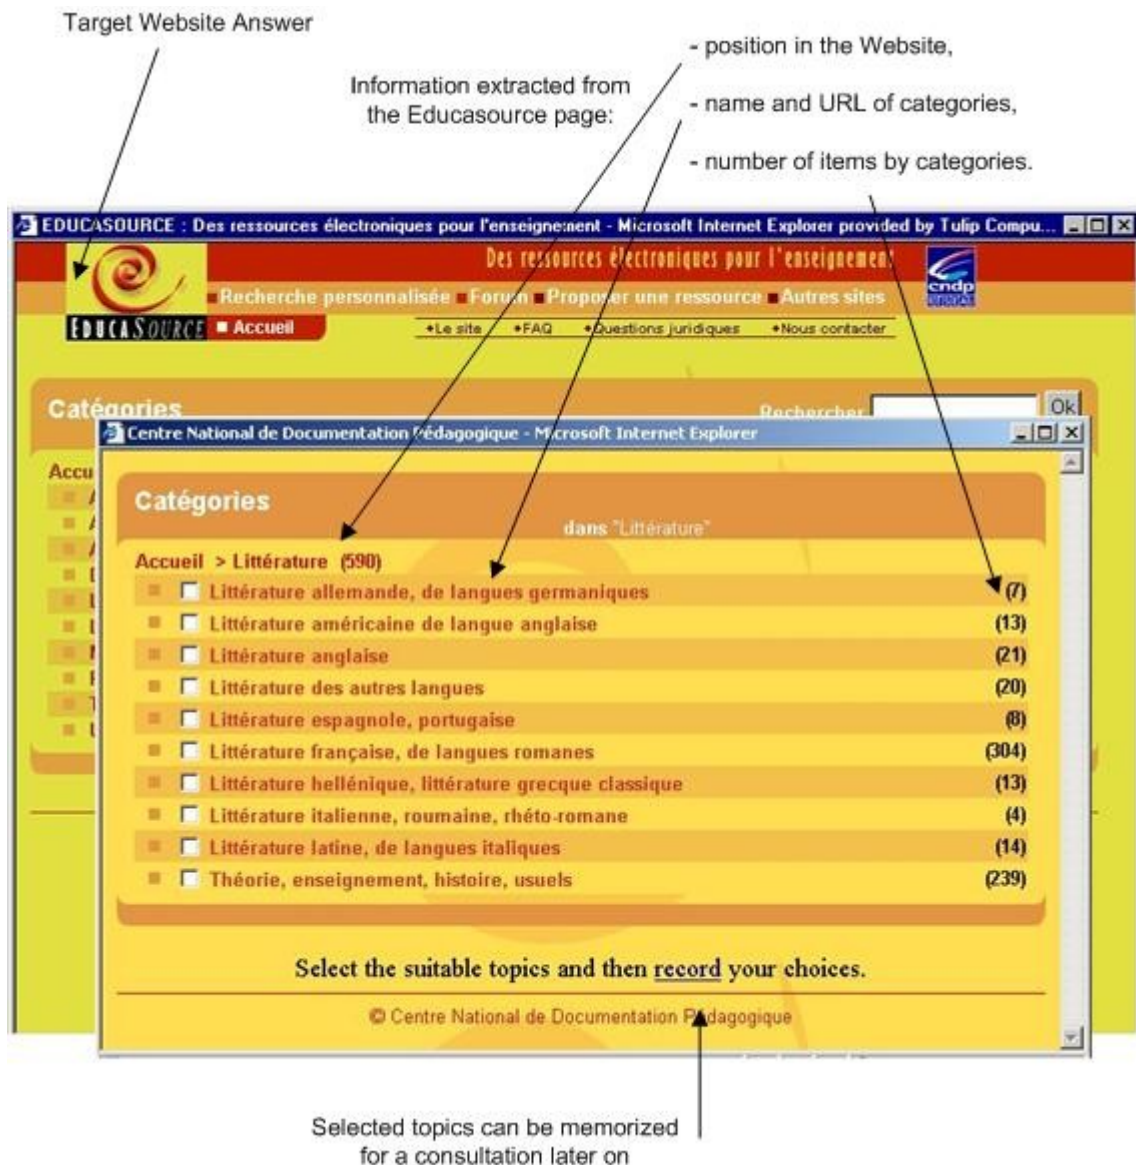 Target Website Answer
Information extracted from
the Educasource page:
- position in the Website,
- name and URL of categories,
- number of items by categories.
EDUCASOURCE : Des ressources électroniques pour l'enseignement - Microsoft Internet Explorer provided by Tulip Compu...
Des ressources électroniques pour l'enseignement
cndp
Recherche personnalisée Forum Proposer une ressource Autres sites
EDUCASOURCE Accueil
Le site FAQ Questions juridiques Nous contacter
Catégories
Rechercher Ok
Centre National de Documentation Pédagogique - Microsoft Internet Explorer
Accu
Catégories
dans "Littérature"
Accueil > Littérature (590)
Littérature allemande, de langues germaniques (7)
Littérature américaine de langue anglaise (13)
Littérature anglaise (21)
Littérature des autres langues (20)
Littérature espagnole, portugaise (8)
Littérature française, de langues romanes (304)
Littérature hellénique, littérature grecque classique (13)
Littérature italienne, roumaine, rhéto-romane (4)
Littérature latine, de langues italiques (14)
Théorie, enseignement, histoire, usuels (239)
Select the suitable topics and then record your choices.
© Centre National de Documentation Pédagogique
Selected topics can be memorized
for a consultation later on